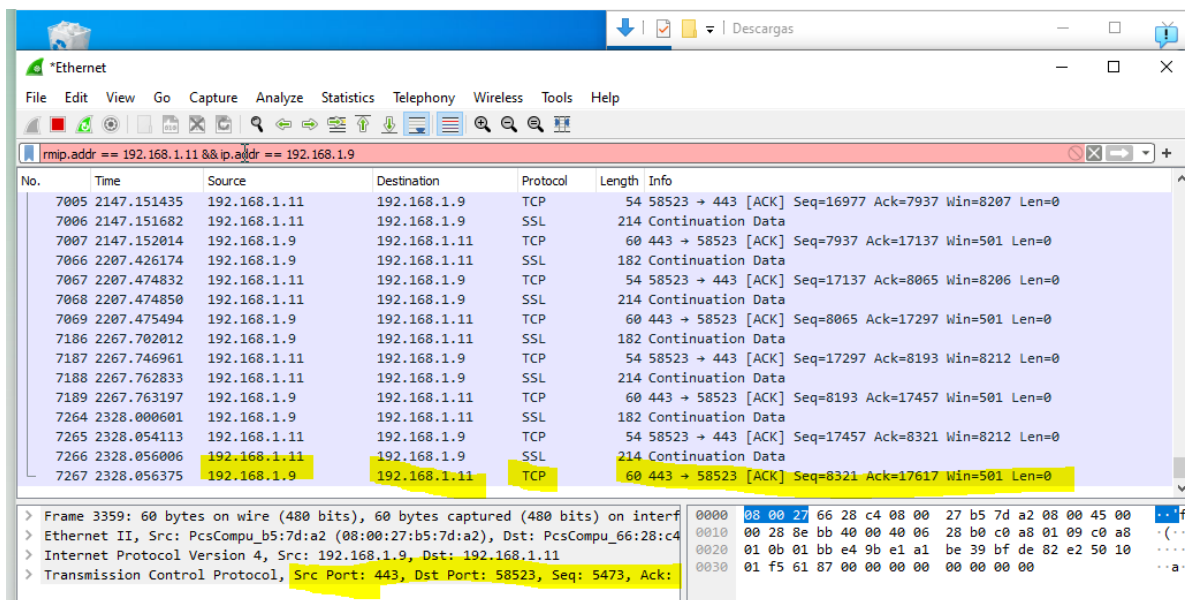 Descargas
*Ethernet
File Edit View Go Capture Analyze Statistics Telephony Wireless Tools Help
rmip.addr == 192.168.1.11 && ip.addr == 192.168.1.9
No. Time Source Destination Protocol Length Info
7005 2147.151435 192.168.1.11 192.168.1.9 TCP 54 58523 → 443 [ACK] Seq=16977 Ack=7937 Win=8207 Len=0
7006 2147.151682 192.168.1.11 192.168.1.9 SSL 214 Continuation Data
7007 2147.152014 192.168.1.9 192.168.1.11 TCP 60 443 → 58523 [ACK] Seq=7937 Ack=17137 Win=501 Len=0
7066 2207.426174 192.168.1.9 192.168.1.11 SSL 182 Continuation Data
7067 2207.474832 192.168.1.11 192.168.1.9 TCP 54 58523 → 443 [ACK] Seq=17137 Ack=8065 Win=8206 Len=0
7068 2207.474850 192.168.1.11 192.168.1.9 SSL 214 Continuation Data
7069 2207.475494 192.168.1.9 192.168.1.11 TCP 60 443 → 58523 [ACK] Seq=8065 Ack=17297 Win=501 Len=0
7186 2267.702012 192.168.1.9 192.168.1.11 SSL 182 Continuation Data
7187 2267.746961 192.168.1.11 192.168.1.9 TCP 54 58523 → 443 [ACK] Seq=17297 Ack=8193 Win=8212 Len=0
7188 2267.762833 192.168.1.11 192.168.1.9 SSL 214 Continuation Data
7189 2267.763197 192.168.1.9 192.168.1.11 TCP 60 443 → 58523 [ACK] Seq=8193 Ack=17457 Win=501 Len=0
7264 2328.000601 192.168.1.9 192.168.1.11 SSL 182 Continuation Data
7265 2328.054113 192.168.1.11 192.168.1.9 TCP 54 58523 → 443 [ACK] Seq=17457 Ack=8321 Win=8212 Len=0
7266 2328.056006 192.168.1.11 192.168.1.9 SSL 214 Continuation Data
7267 2328.056375 192.168.1.9 192.168.1.11 TCP 60 443 → 58523 [ACK] Seq=8321 Ack=17617 Win=501 Len=0
> Frame 3359: 60 bytes on wire (480 bits), 60 bytes captured (480 bits) on interf
> Ethernet II, Src: PcsCompu_b5:7d:a2 (08:00:27:b5:7d:a2), Dst: PcsCompu_66:28:c4
> Internet Protocol Version 4, Src: 192.168.1.9, Dst: 192.168.1.11
> Transmission Control Protocol, Src Port: 443, Dst Port: 58523, Seq: 5473, Ack:
0000 08 00 27 66 28 c4 08 00 27 b5 7d a2 08 00 45 00 ··'f
0010 00 28 8e bb 40 00 40 06 28 b0 c0 a8 01 09 c0 a8 ·(··
0020 01 0b 01 bb e4 9b e1 a1 be 39 bf de 82 e2 50 10 ····
0030 01 f5 61 87 00 00 00 00 00 00 00 00 ··a·